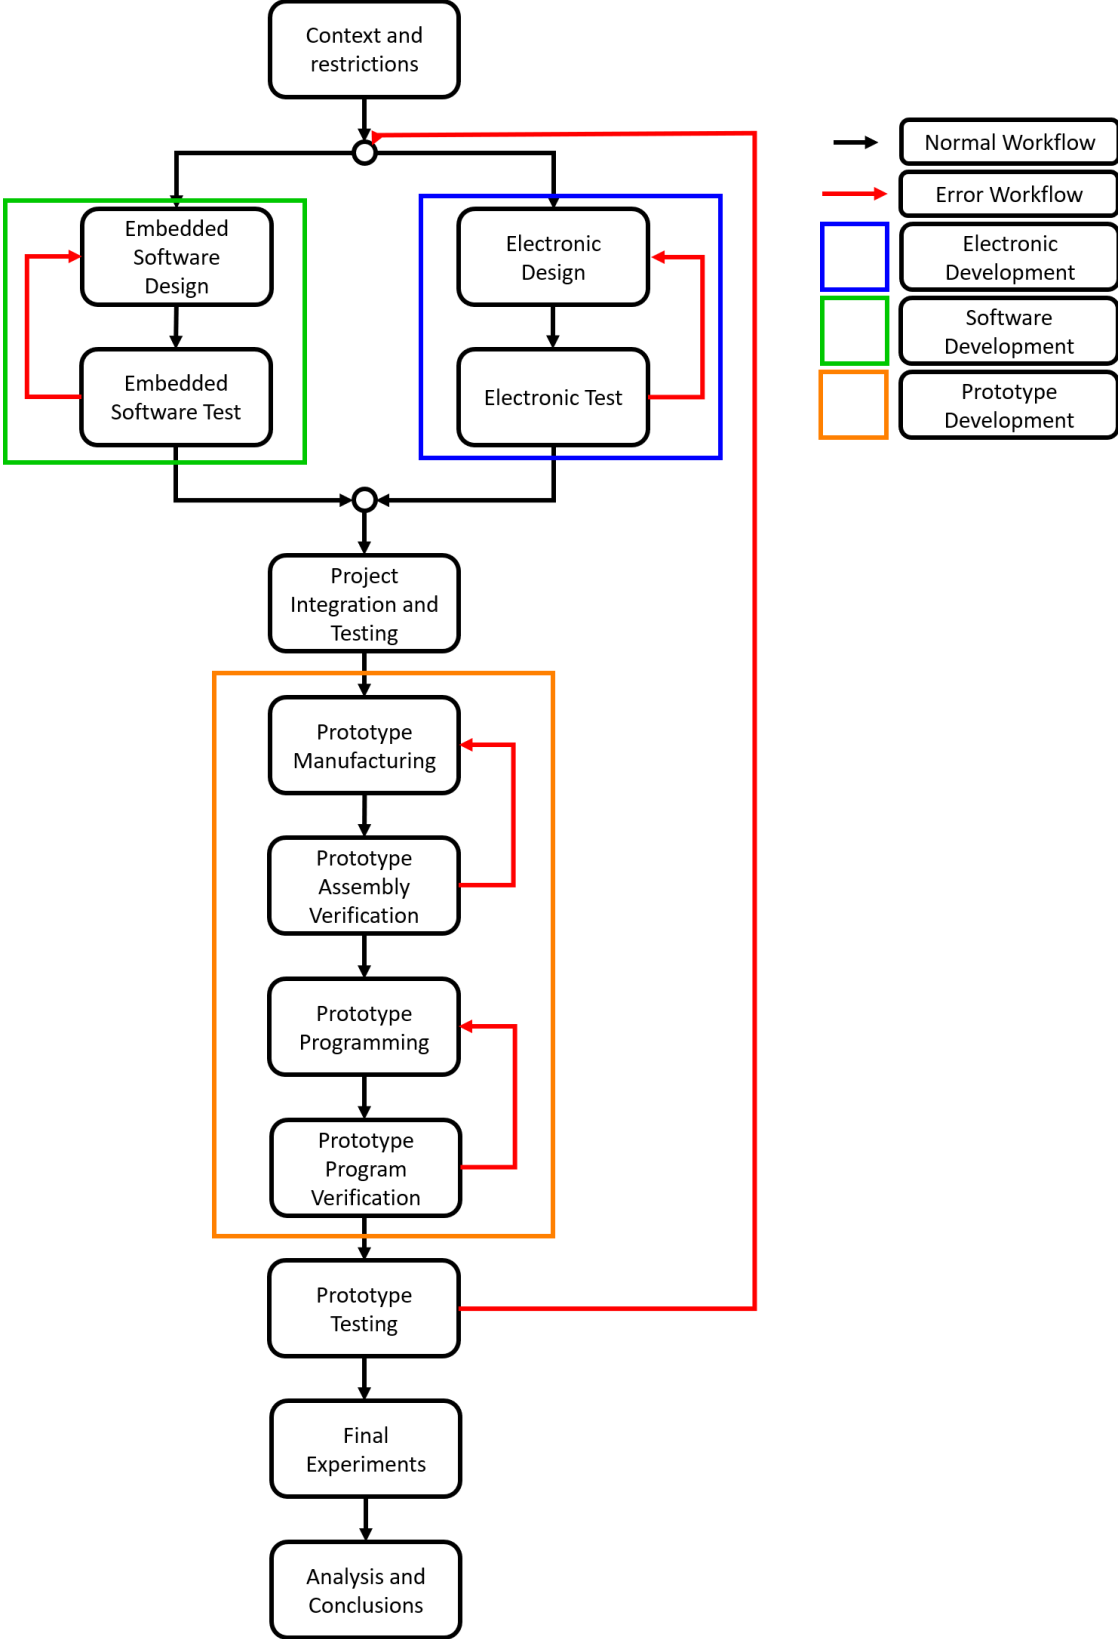 Context and
restrictions
Normal Workflow
Error Workflow
Electronic
Development
Software
Development
Prototype
Development
Embedded
Software
Design
Electronic
Design
Embedded
Software Test
Electronic Test
Project
Integration and
Testing
Prototype
Manufacturing
Prototype
Assembly
Verification
Prototype
Programming
Prototype
Program
Verification
Prototype
Testing
Final
Experiments
Analysis and
Conclusions